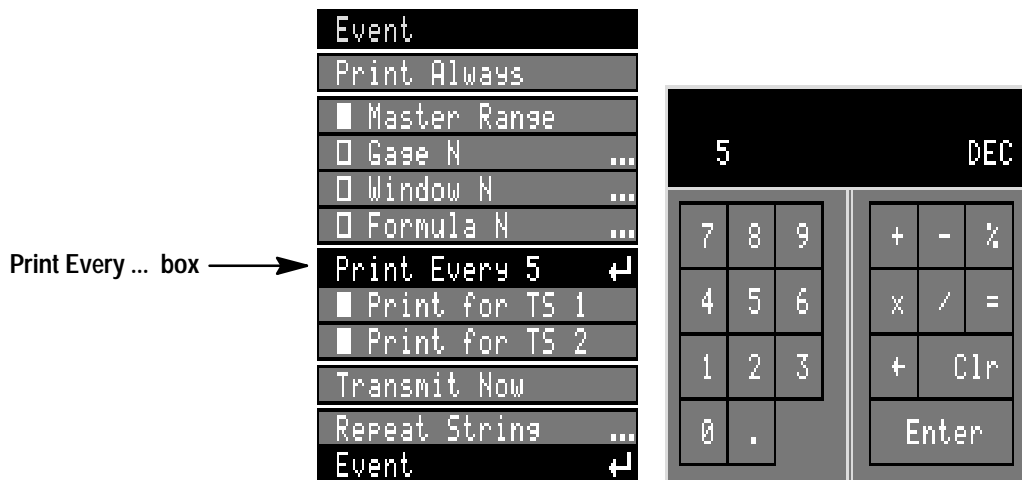 Event
Print Always
Master Range
Gage N ...
Window N ...
Formula N ...
Print Every ... box
Print Every 5 ↵
Print for TS 1
Print for TS 2
Transmit Now
Repeat String ...
Event ↵
5 DEC
7 8 9 + - %
4 5 6 x / =
1 2 3 ← Clr
0 . Enter